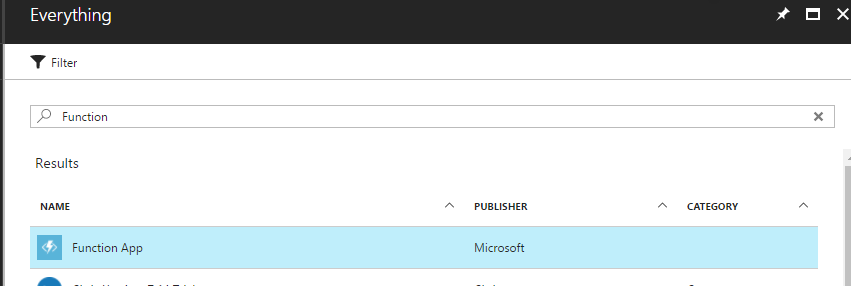 Everything
Filter
Function
Results
NAME PUBLISHER CATEGORY
Function App Microsoft